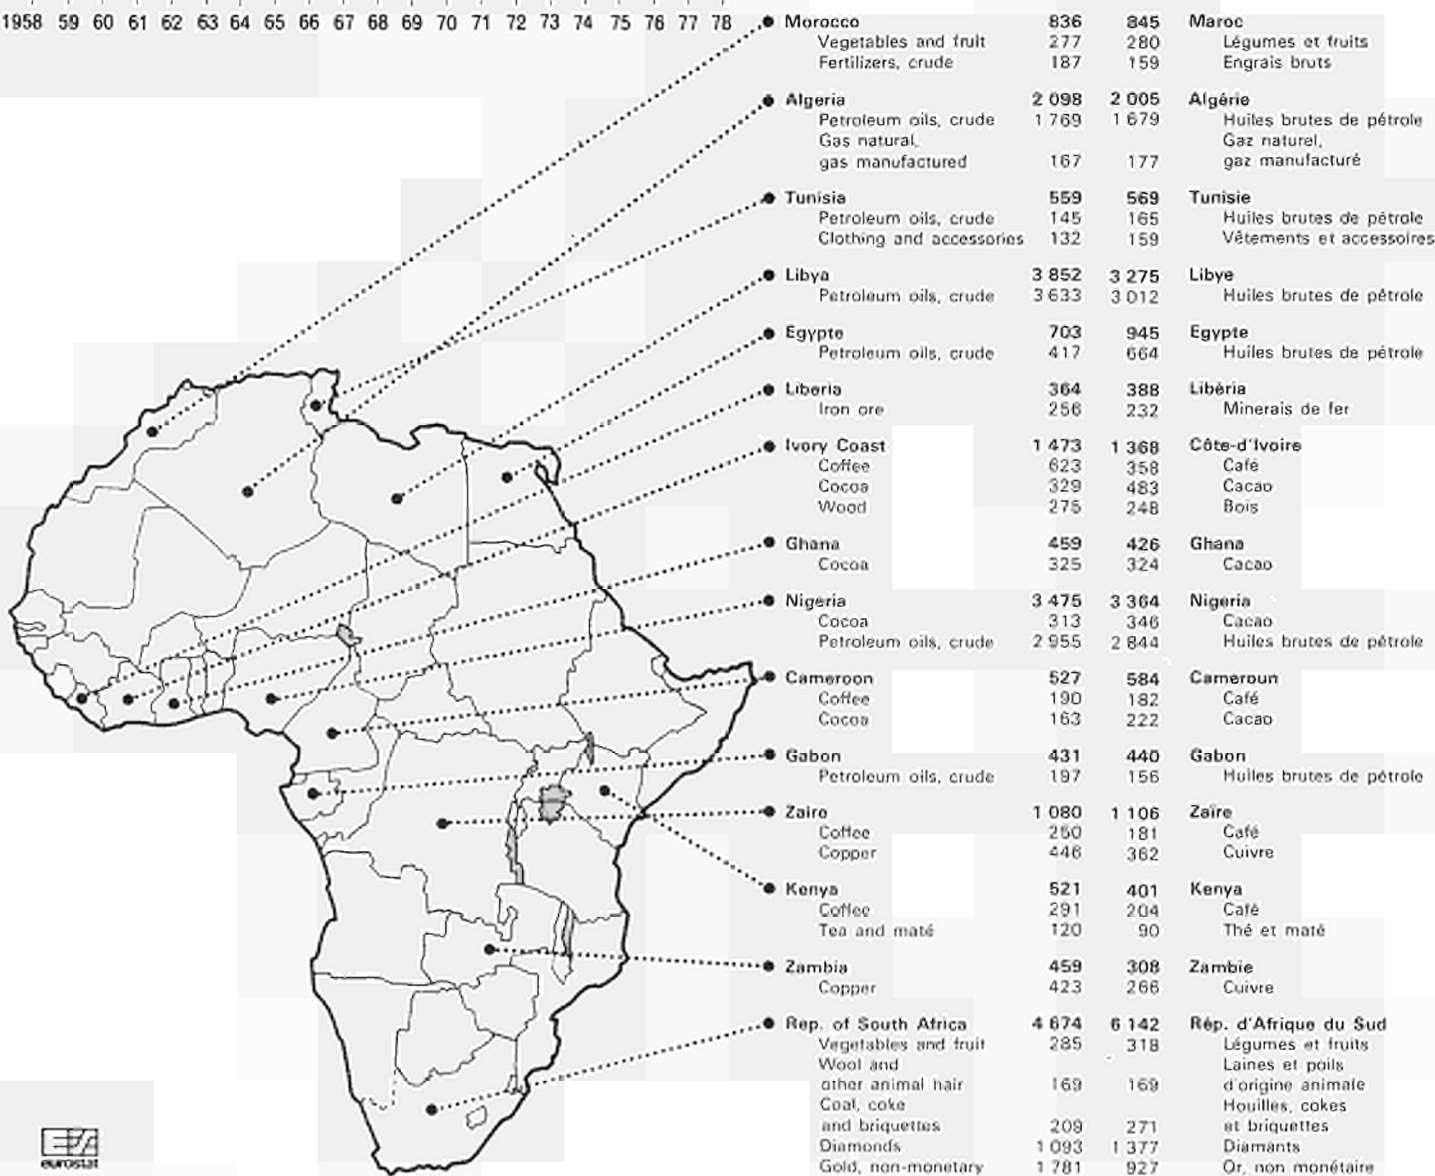 1958 59 60 61 62 63 64 65 66 67 68 69 70 71 72 73 74 75 76 77 78
Morocco 836 845 Maroc
Vegetables and fruit 277 280 Légumes et fruits
Fertilizers, crude 187 159 Engrais bruts
Algeria 2 098 2 005 Algérie
Petroleum oils, crude 1 769 1 679 Huiles brutes de pétrole
Gas natural, Gaz naturel,
gas manufactured 167 177 gaz manufacturé
Tunisia 559 569 Tunisie
Petroleum oils, crude 145 165 Huiles brutes de pétrole
Clothing and accessories 132 159 Vêtements et accessoires
Libya 3 852 3 275 Libye
Petroleum oils, crude 3 633 3 012 Huiles brutes de pétrole
Egypte 703 945 Egypte
Petroleum oils, crude 417 664 Huiles brutes de pétrole
Liberia 364 388 Libéria
Iron ore 256 232 Minerais de fer
Ivory Coast 1 473 1 368 Côte-d'Ivoire
Coffee 623 358 Café
Cocoa 329 483 Cacao
Wood 275 248 Bois
Ghana 459 426 Ghana
Cocoa 325 324 Cacao
Nigeria 3 475 3 364 Nigeria
Cocoa 313 346 Cacao
Petroleum oils, crude 2 955 2 844 Huiles brutes de pétrole
Cameroon 527 584 Cameroun
Coffee 190 182 Café
Cocoa 163 222 Cacao
Gabon 431 440 Gabon
Petroleum oils, crude 197 156 Huiles brutes de pétrole
Zaire 1 080 1 106 Zaïre
Coffee 250 181 Café
Copper 446 362 Cuivre
Kenya 521 401 Kenya
Coffee 291 204 Café
Tea and maté 120 90 Thé et maté
Zambia 459 308 Zambie
Copper 423 266 Cuivre
Rep. of South Africa 4 674 6 142 Rép. d'Afrique du Sud
Vegetables and fruit 285 318 Légumes et fruits
Wool and Laines et poils
other animal hair 169 169 d'origine animale
Coal, coke Houilles, cokes
and briquettes 209 271 et briquettes
Diamonds 1 093 1 377 Diamants
Gold, non-monetary 1 781 927 Or, non monétaire
eurostat